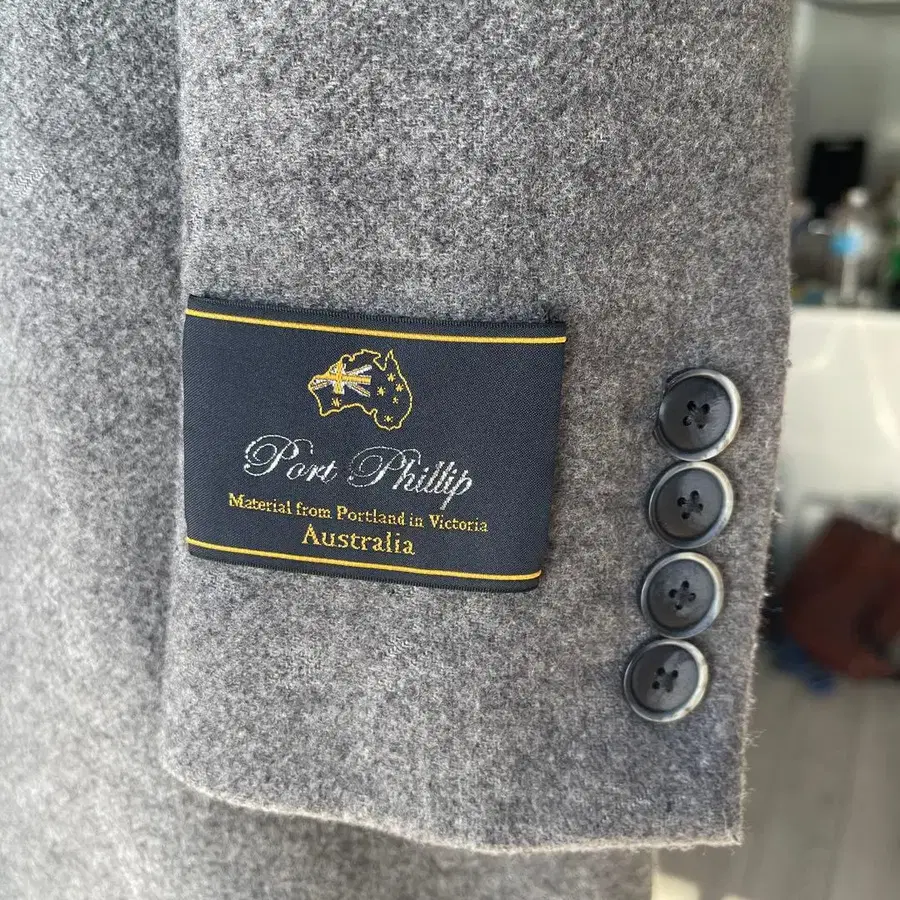 Port Phillip
Material from Portland in Victoria
Australia